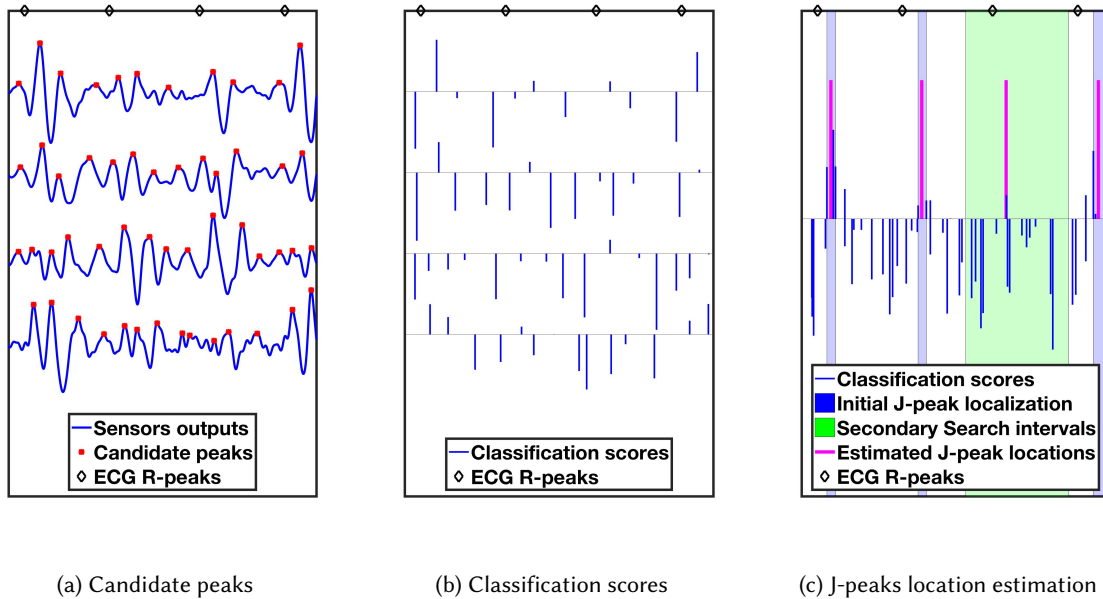 Sensors outputs
Candidate peaks
ECG R-peaks
Classification scores
ECG R-peaks
Classification scores
Initial J-peak localization
Secondary Search intervals
Estimated J-peak locations
ECG R-peaks
(a) Candidate peaks
(b) Classification scores
(c) J-peaks location estimation